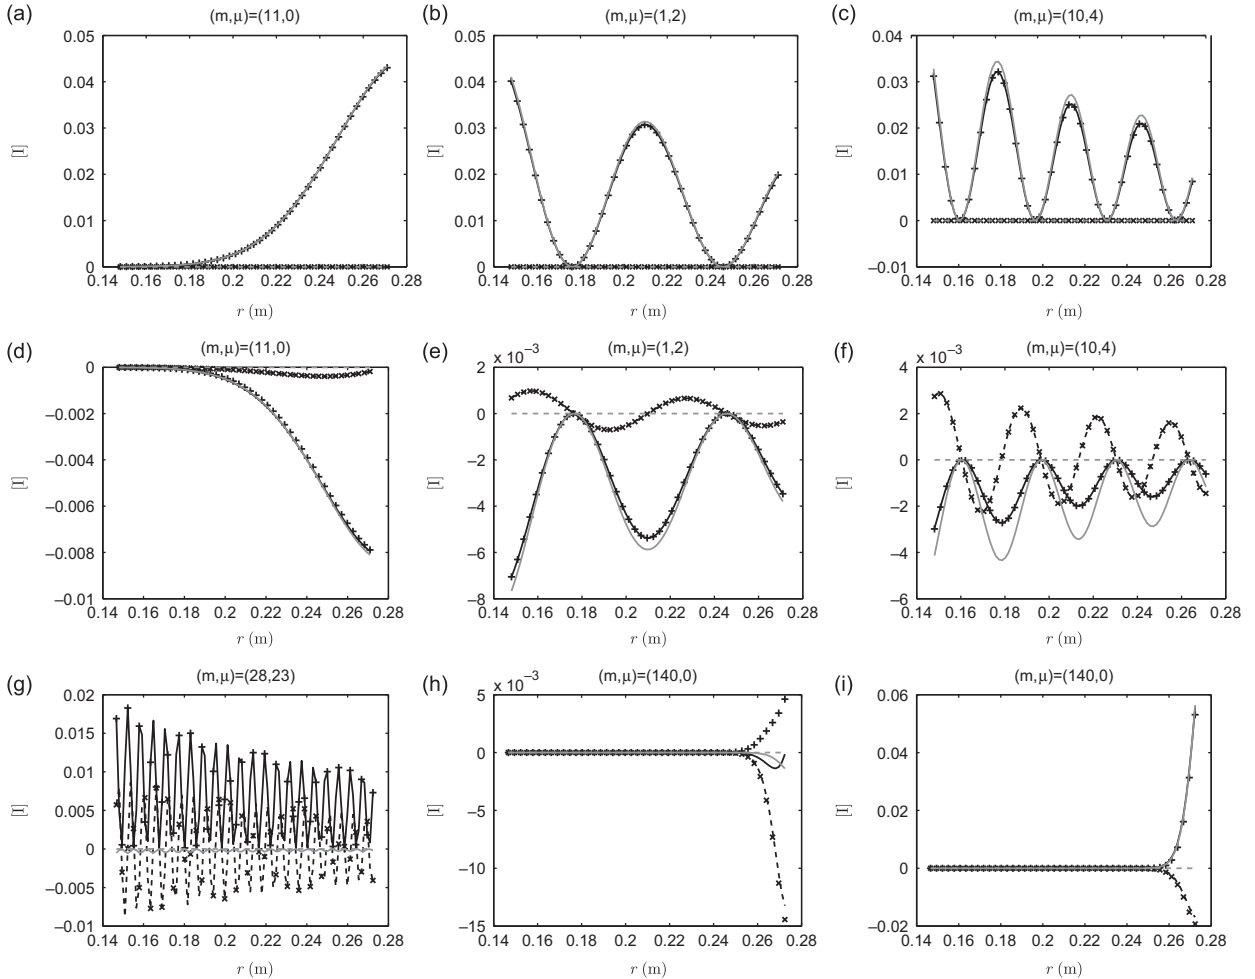 (a) (m,μ)=(11,0)
0.05
0.04
0.03
0.02
0.01
0
[I]
0.14 0.16 0.18 0.2 0.22 0.24 0.26 0.28
r (m)
(b) (m,μ)=(1,2)
0.05
0.04
0.03
0.02
0.01
0
[I]
0.14 0.16 0.18 0.2 0.22 0.24 0.26 0.28
r (m)
(c) (m,μ)=(10,4)
0.04
0.03
0.02
0.01
0
−0.01
[I]
0.14 0.16 0.18 0.2 0.22 0.24 0.26 0.28
r (m)
(d) (m,μ)=(11,0)
0
−0.002
−0.004
−0.006
−0.008
−0.01
[I]
0.14 0.16 0.18 0.2 0.22 0.24 0.26 0.28
r (m)
(e) (m,μ)=(1,2)
x 10−3
2
0
−2
−4
−6
−8
[I]
0.14 0.16 0.18 0.2 0.22 0.24 0.26 0.28
r (m)
(f) (m,μ)=(10,4)
x 10−3
4
2
0
−2
−4
−6
[I]
0.14 0.16 0.18 0.2 0.22 0.24 0.26 0.28
r (m)
(g) (m,μ)=(28,23)
0.02
0.015
0.01
0.005
0
−0.005
−0.01
[I]
0.14 0.16 0.18 0.2 0.22 0.24 0.26 0.28
r (m)
(h) (m,μ)=(140,0)
x 10−3
5
0
−5
−10
−15
[I]
0.14 0.16 0.18 0.2 0.22 0.24 0.26 0.28
r (m)
(i) (m,μ)=(140,0)
0.06
0.04
0.02
0
−0.02
[I]
0.14 0.16 0.18 0.2 0.22 0.24 0.26 0.28
r (m)